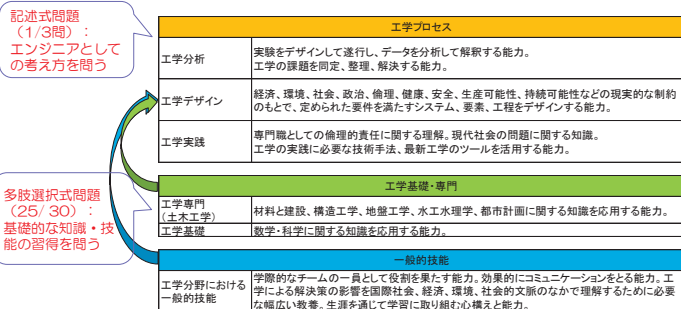 記述式問題
（1/3問）：
エンジニアとして
の考え方を問う
工学プロセス
工学分析
実験をデザインして遂行し、データを分析して解釈する能力。
工学の課題を同定、整理、解決する能力。
工学デザイン
経済、環境、社会、政治、倫理、健康、安全、生産可能性、持続可能性などの現実的な制約
のもとで、定められた要件を満たすシステム、要素、工程をデザインする能力。
工学実践
専門職としての倫理的責任に関する理解。現代社会の問題に関する知識。
工学の実践に必要な技術手法、最新工学のツールを活用する能力。
多肢選択式問題
（25/ 30）：
基礎的な知識・技
能の習得を問う
工学基礎・専門
工学専門
（土木工学）
材料と建設、構造工学、地盤工学、水工水理学、都市計画に関する知識を応用する能力。
工学基礎
数学・科学に関する知識を応用する能力。
一般的技能
工学分野における
一般的技能
学際的なチームの一員として役割を果たす能力。効果的にコミュニケーションをとる能力。工
学による解決策の影響を国際社会、経済、環境、社会的文脈のなかで理解するために必要
な幅広い教養。生涯を通じて学習に取り組む心構えと能力。